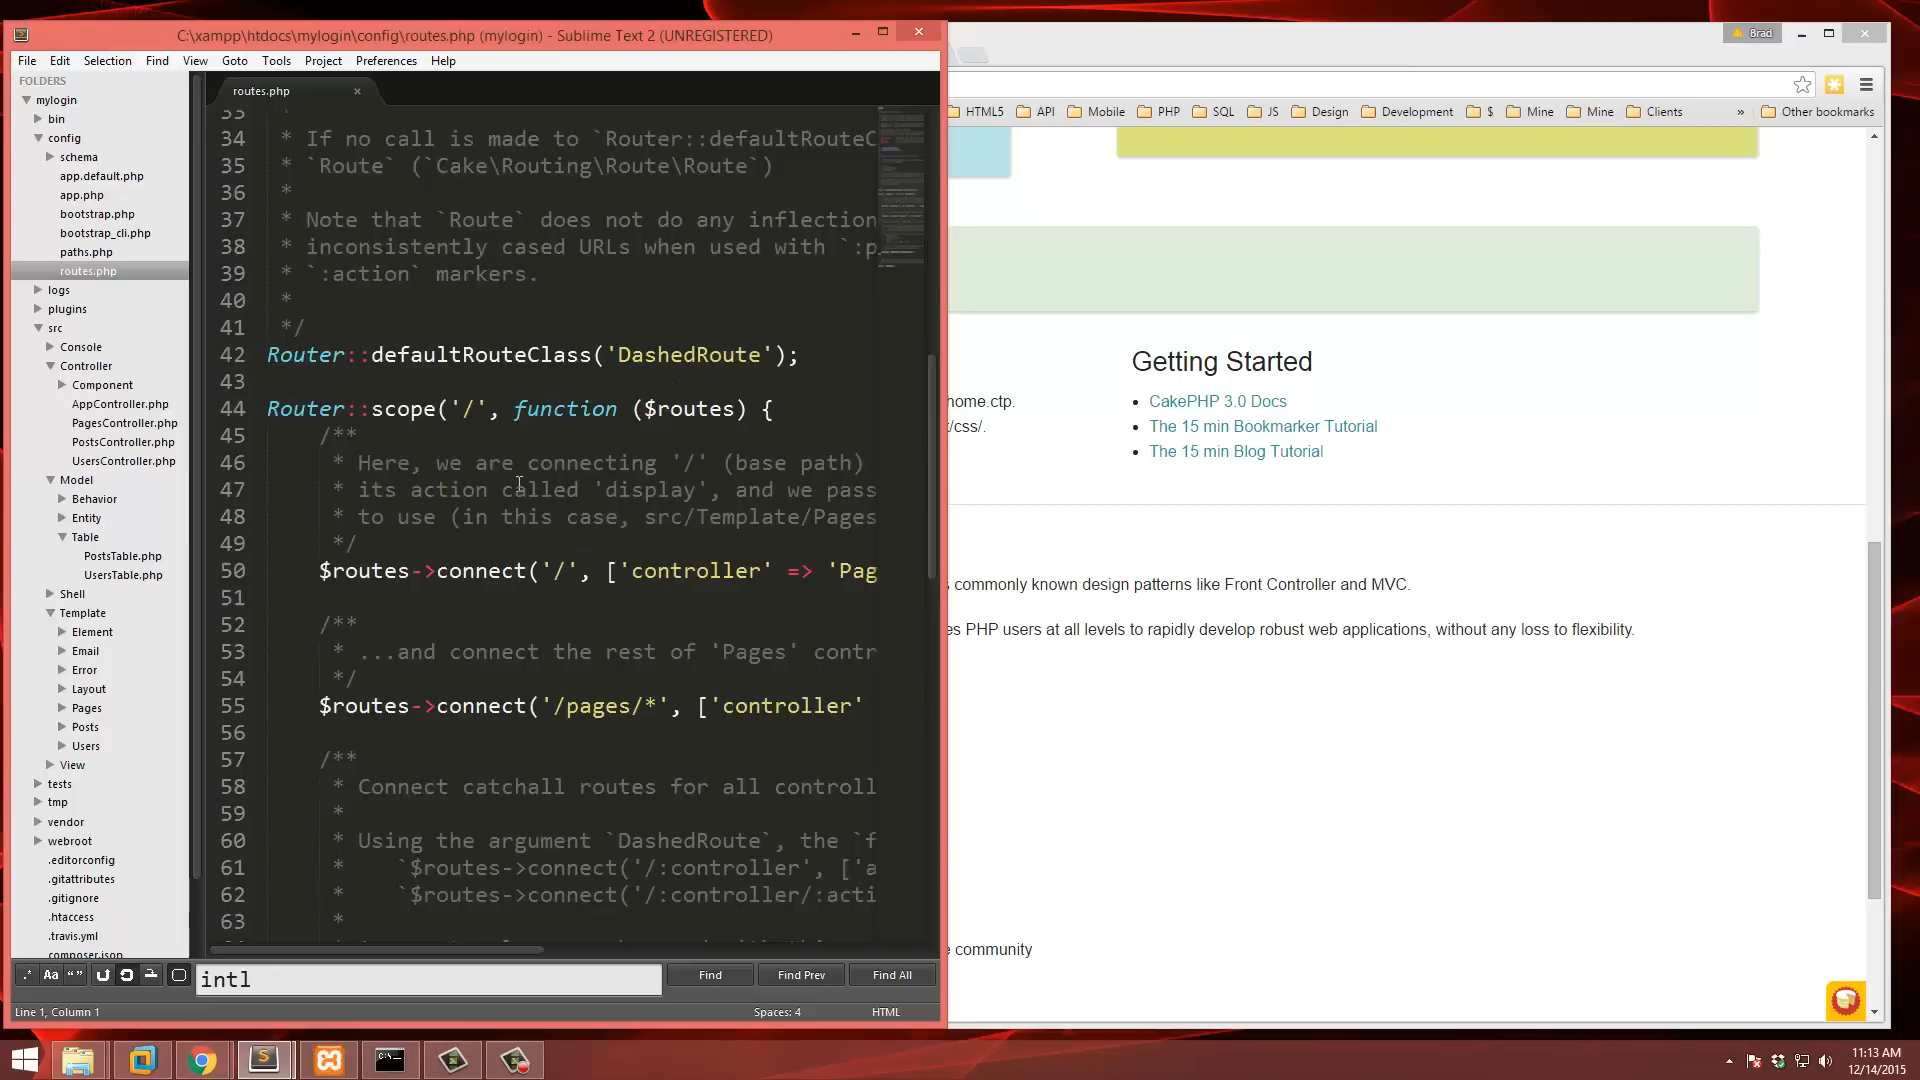 C:\xampp\htdocs\mylogin\config\routes.php (mylogin) - Sublime Text 2 (UNREGISTERED)
Brad
File Edit Selection Find View Goto Tools Project Preferences Help
FOLDERS
mylogin
bin
config
schema
app.default.php
app.php
bootstrap.php
bootstrap_cli.php
paths.php
routes.php
logs
plugins
src
Console
Controller
Component
AppController.php
PagesController.php
PostsController.php
UsersController.php
Model
Behavior
Entity
Table
PostsTable.php
UsersTable.php
Shell
Template
Element
Email
Error
Layout
Pages
Posts
Users
View
tests
tmp
vendor
webroot
.editorconfig
.gitattributes
.gitignore
.htaccess
.travis.yml
composer.json
routes.php ×
33 *
34 * If no call is made to `Router::defaultRouteC
35 * `Route` (`Cake\Routing\Route\Route`)
36 *
37 * Note that `Route` does not do any inflection
38 * inconsistently cased URLs when used with `:p
39 * `:action` markers.
40 *
41 */
42 Router::defaultRouteClass('DashedRoute');
43
44 Router::scope('/', function ($routes) {
45 /**
46 * Here, we are connecting '/' (base path)
47 * its action called 'display', and we pass
48 * to use (in this case, src/Template/Pages
49 */
50 $routes->connect('/', ['controller' => 'Pag
51
52 /**
53 * ...and connect the rest of 'Pages' contr
54 */
55 $routes->connect('/pages/*', ['controller'
56
57 /**
58 * Connect catchall routes for all controll
59 *
60 * Using the argument `DashedRoute`, the `f
61 * `$routes->connect('/:controller', ['a
62 * `$routes->connect('/:controller/:acti
63 *
.* Aa “” intl Find Find Prev Find All
Line 1, Column 1 Spaces: 4 HTML
HTML5 API Mobile PHP SQL JS Design Development $ Mine Mine Clients » Other bookmarks
Getting Started
home.ctp.
t/css/.
• CakePHP 3.0 Docs
• The 15 min Bookmarker Tutorial
• The 15 min Blog Tutorial
s commonly known design patterns like Front Controller and MVC.
es PHP users at all levels to rapidly develop robust web applications, without any loss to flexibility.
e community
11:13 AM
12/14/2015